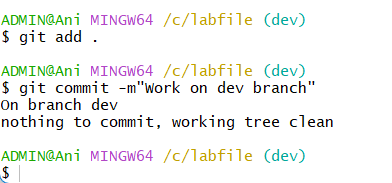 ADMIN@Ani MINGW64 /c/labfile (dev)
$ git add .
ADMIN@Ani MINGW64 /c/labfile (dev)
$ git commit -m"Work on dev branch"
On branch dev
nothing to commit, working tree clean
ADMIN@Ani MINGW64 /c/labfile (dev)
$